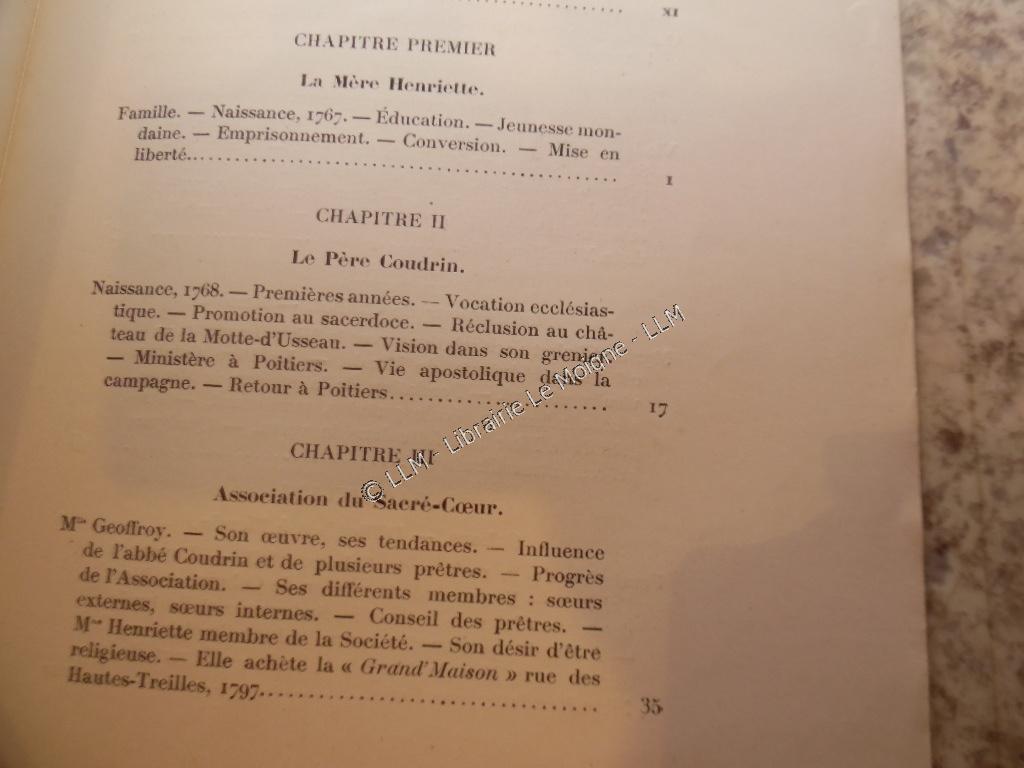 XI
CHAPITRE PREMIER
La Mère Henriette.
Famille. — Naissance, 1767. — Éducation. — Jeunesse mon-
daine. — Emprisonnement. — Conversion. — Mise en
liberté.......................................................... 1
CHAPITRE II
Le Père Coudrin.
Naissance, 1768. — Premières années. — Vocation ecclésias-
tique. — Promotion au sacerdoce. — Réclusion au châ-
teau de la Motte-d'Usseau. — Vision dans son grenier.
— Ministère à Poitiers. — Vie apostolique dans la
campagne. — Retour à Poitiers......................... 17
CHAPITRE III
Association du Sacré-Cœur.
Mlle Geoffroy. — Son œuvre, ses tendances. — Influence
de l'abbé Coudrin et de plusieurs prêtres. — Progrès
de l'Association. — Ses différents membres : sœurs
externes, sœurs internes. — Conseil des prêtres. —
Mlle Henriette membre de la Société. — Son désir d'être
religieuse. — Elle achète la « Grand'Maison » rue des
Hautes-Treilles, 1797.................................... 35
© LLM - Librairie Le Moigne - LLM